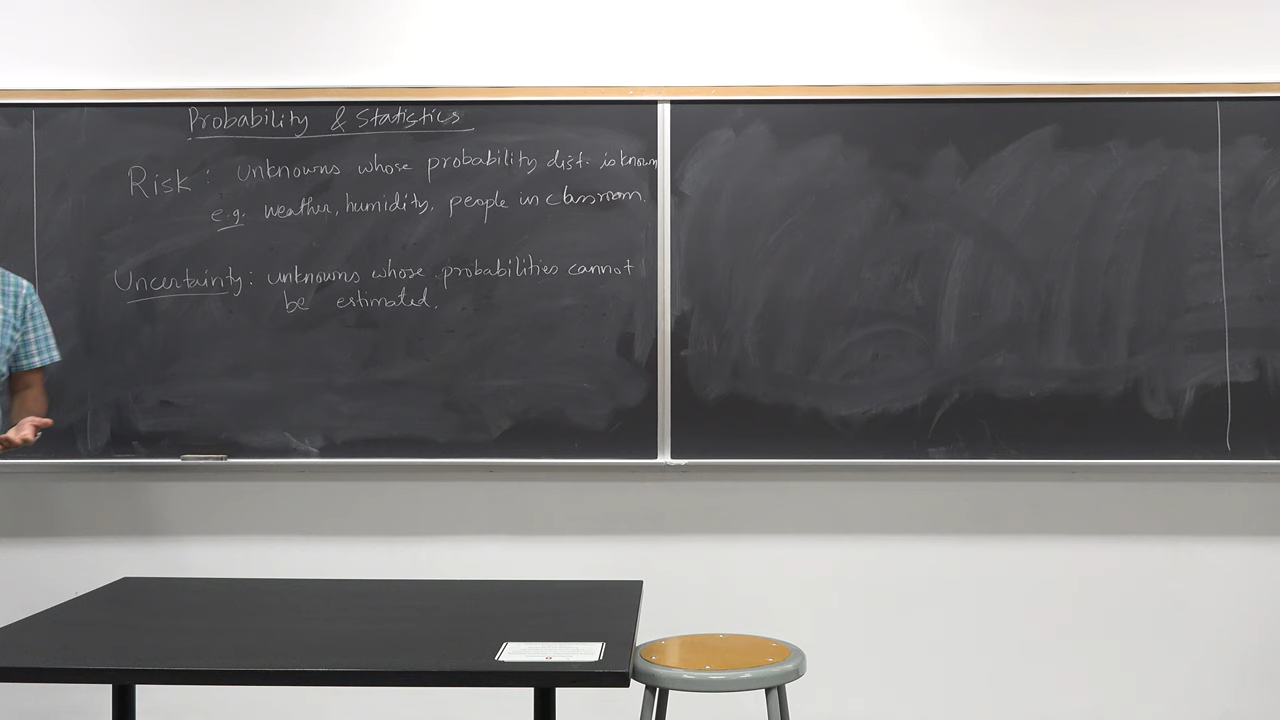 Probability & Statistics
Risk: Unknowns whose probability dist. is known
e.g. weather, humidity, people in classroom.
Uncertainty: unknowns whose probabilities cannot
be estimated.